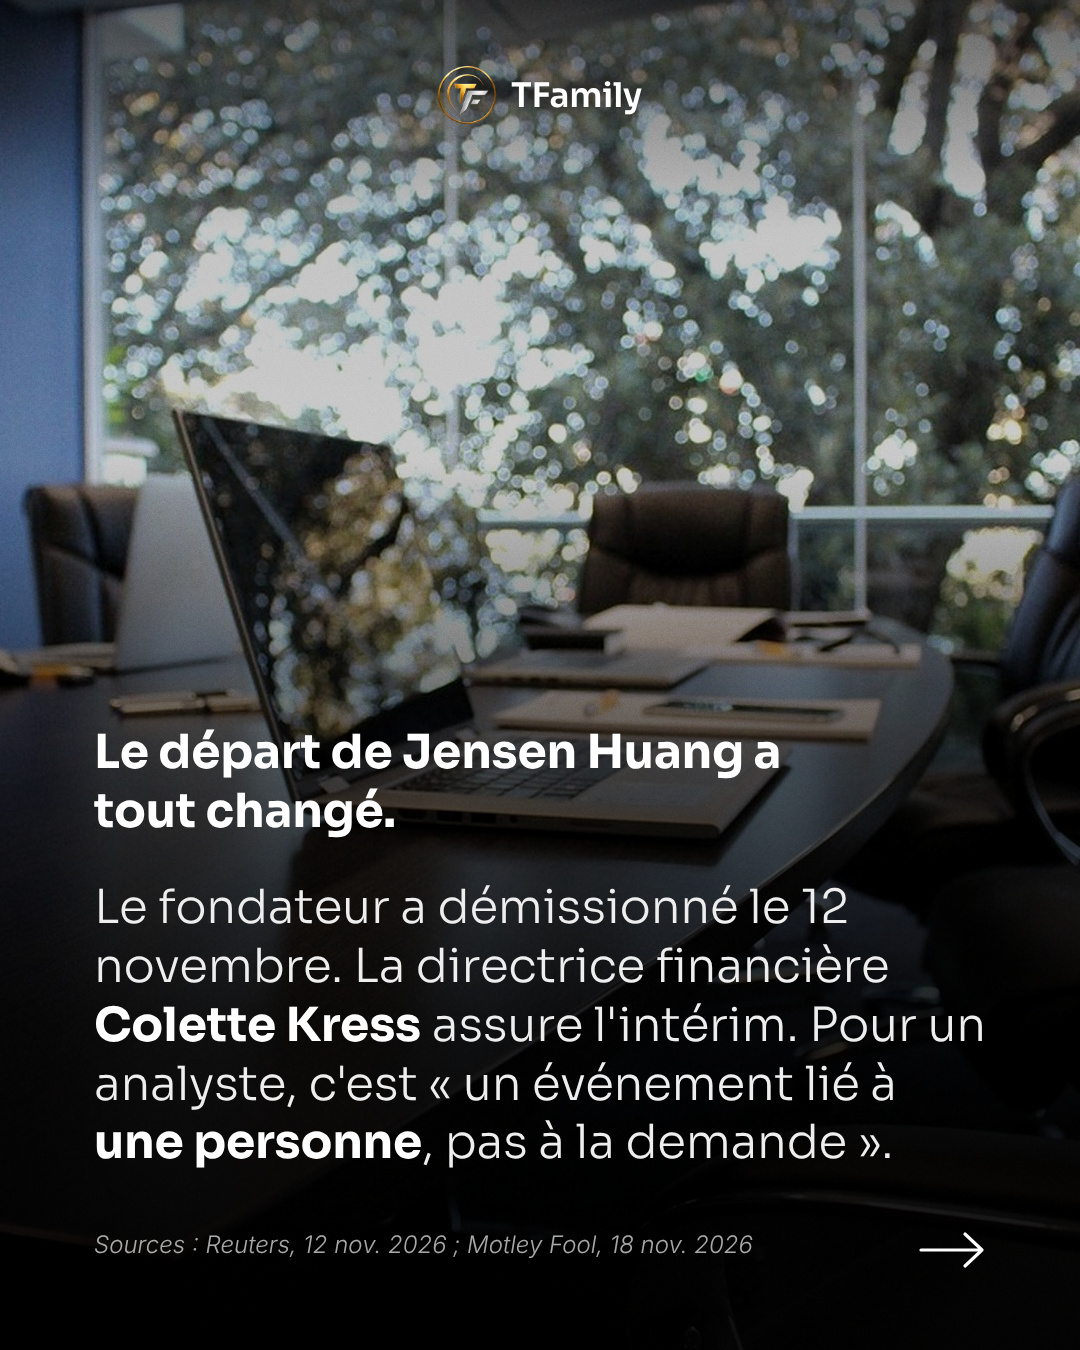 TFamily
Le départ de Jensen Huang a
tout changé.
Le fondateur a démissionné le 12
novembre. La directrice financière
Colette Kress assure l'intérim. Pour un
analyste, c'est « un événement lié à
une personne, pas à la demande ».
Sources : Reuters, 12 nov. 2026 ; Motley Fool, 18 nov. 2026